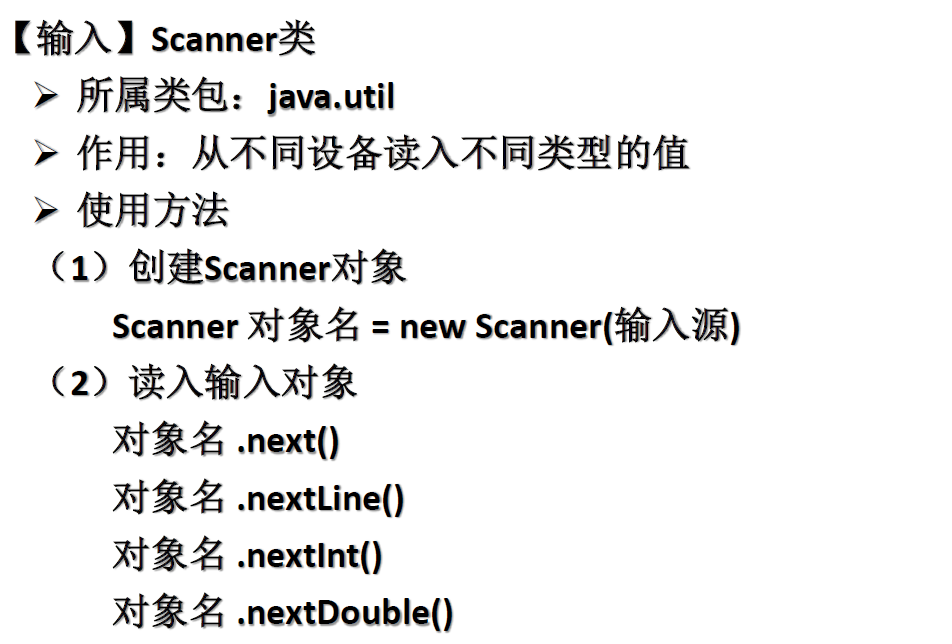 【输入】Scanner类
➢ 所属类包：java.util
➢ 作用：从不同设备读入不同类型的值
➢ 使用方法
（1）创建Scanner对象
Scanner 对象名 = new Scanner(输入源)
（2）读入输入对象
对象名 .next()
对象名 .nextLine()
对象名 .nextInt()
对象名 .nextDouble()